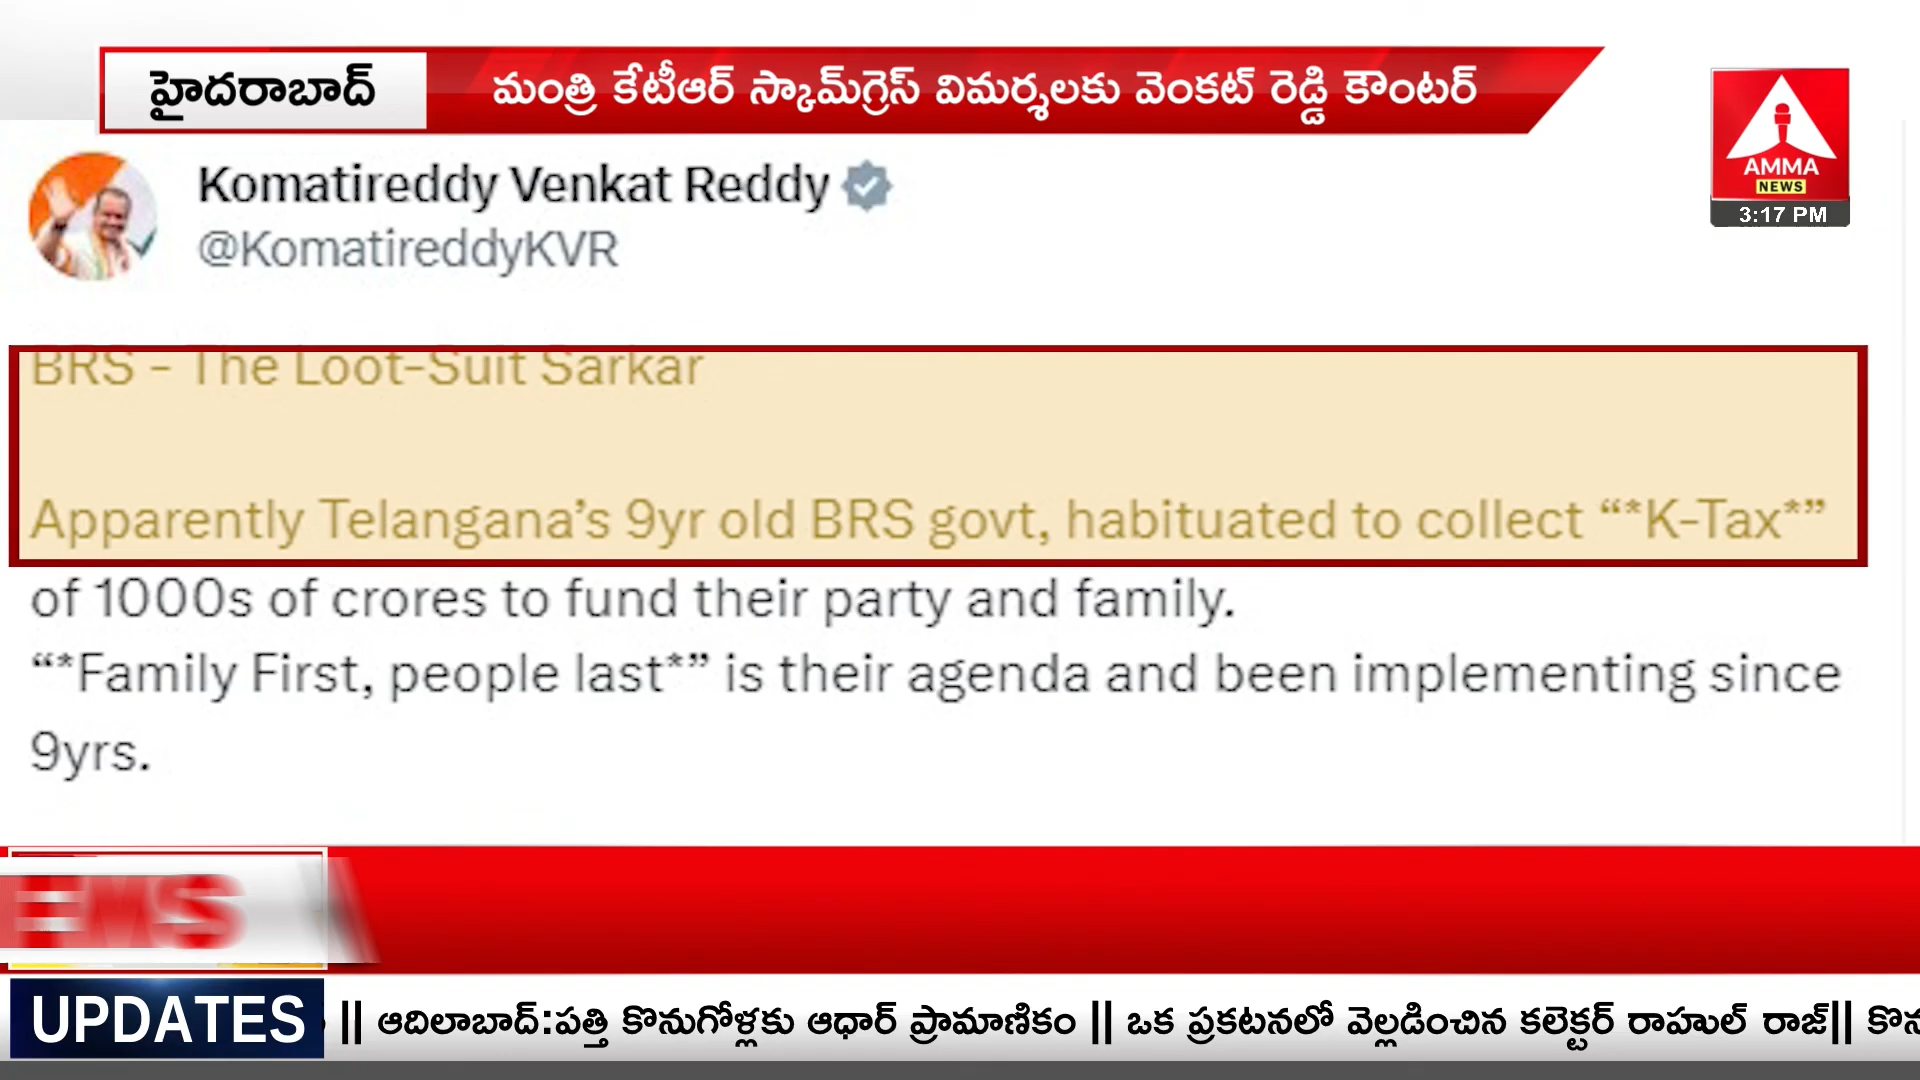 హైదరాబాద్
మంత్రి కేటీఆర్ స్కామ్‌గ్రెస్ విమర్శలకు వెంకట్ రెడ్డి కౌంటర్
AMMA
NEWS
3:17 PM
Komatireddy Venkat Reddy
@KomatireddyKVR
BRS - The Loot-Suit Sarkar
Apparently Telangana’s 9yr old BRS govt, habituated to collect “*K-Tax*”
of 1000s of crores to fund their party and family.
“*Family First, people last*” is their agenda and been implementing since
9yrs.
UPDATES
|| ఆదిలాబాద్:పత్తి కొనుగోళ్లకు ఆధార్ ప్రామాణికం || ఒక ప్రకటనలో వెల్లడించిన కలెక్టర్ రాహుల్ రాజ్||